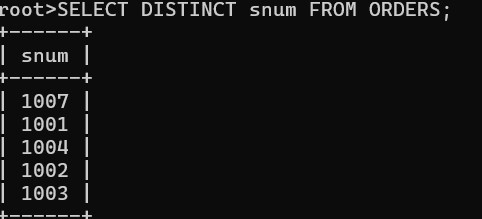 root>SELECT DISTINCT snum FROM ORDERS;
+------+
| snum |
+------+
| 1007 |
| 1001 |
| 1004 |
| 1002 |
| 1003 |
+------+